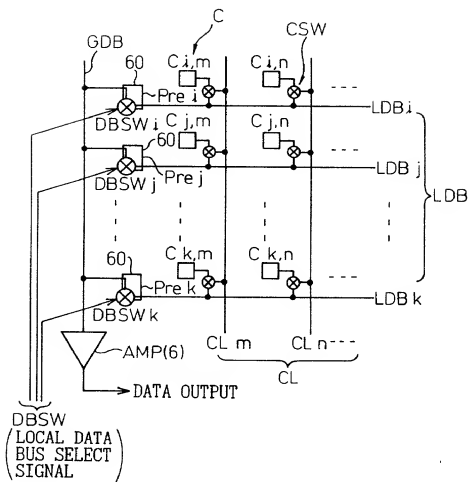 C
GDB
60
C i,m
C i,n
CSW
Pre i
LDB i
DBSW i
60
C j,m
C j,n
Pre j
LDB j
DBSW j
LDB
60
C k,m
C k,n
Pre k
LDB k
DBSW k
AMP(6)
CL m
CL n
CL
DATA OUTPUT
DBSW
(LOCAL DATA
BUS SELECT
SIGNAL)